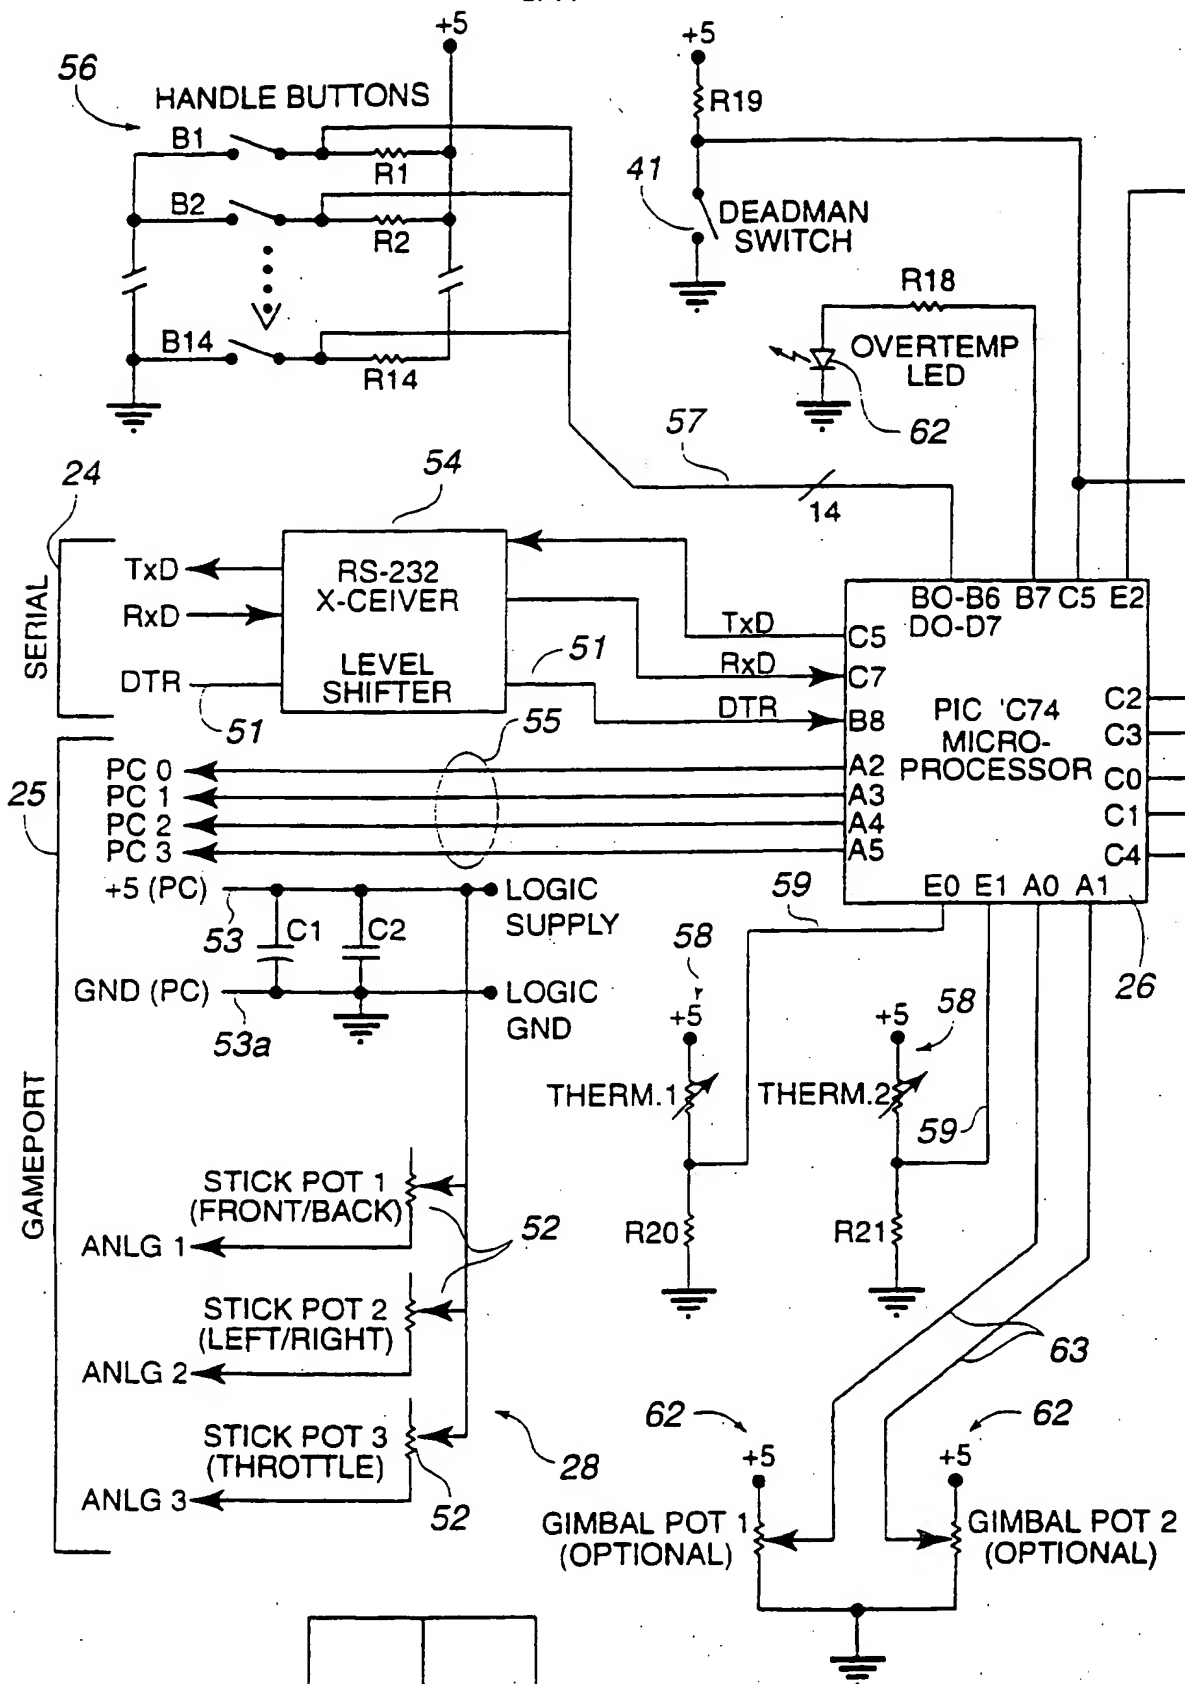 +5
+5
56
HANDLE BUTTONS
R19
B1
R1
41
B2
DEADMAN
SWITCH
R2
R18
B14
OVERTEMP
LED
R14
62
57
54
24
14
SERIAL
TxD
RS-232
X-CEIVER
BO-B6 B7 C5 E2
DO-D7
RxD
TxD
C5
51
RxD
C7
DTR
LEVEL
SHIFTER
C2
51
55
DTR
B8
PIC 'C74
MICRO-
PROCESSOR
C3
PC 0
A2
C0
25
PC 1
A3
C1
PC 2
A4
PC 3
A5
C4
+5 (PC)
LOGIC
SUPPLY
59
E0 E1 A0 A1
53
C1
C2
58
26
GND (PC)
LOGIC
GND
53a
+5
+5
58
GAMEPORT
THERM.1
THERM.2
59
STICK POT 1
(FRONT/BACK)
52
R20
R21
ANLG 1
STICK POT 2
(LEFT/RIGHT)
63
ANLG 2
62
62
STICK POT 3
(THROTTLE)
28
+5
+5
ANLG 3
52
GIMBAL POT 1
(OPTIONAL)
GIMBAL POT 2
(OPTIONAL)